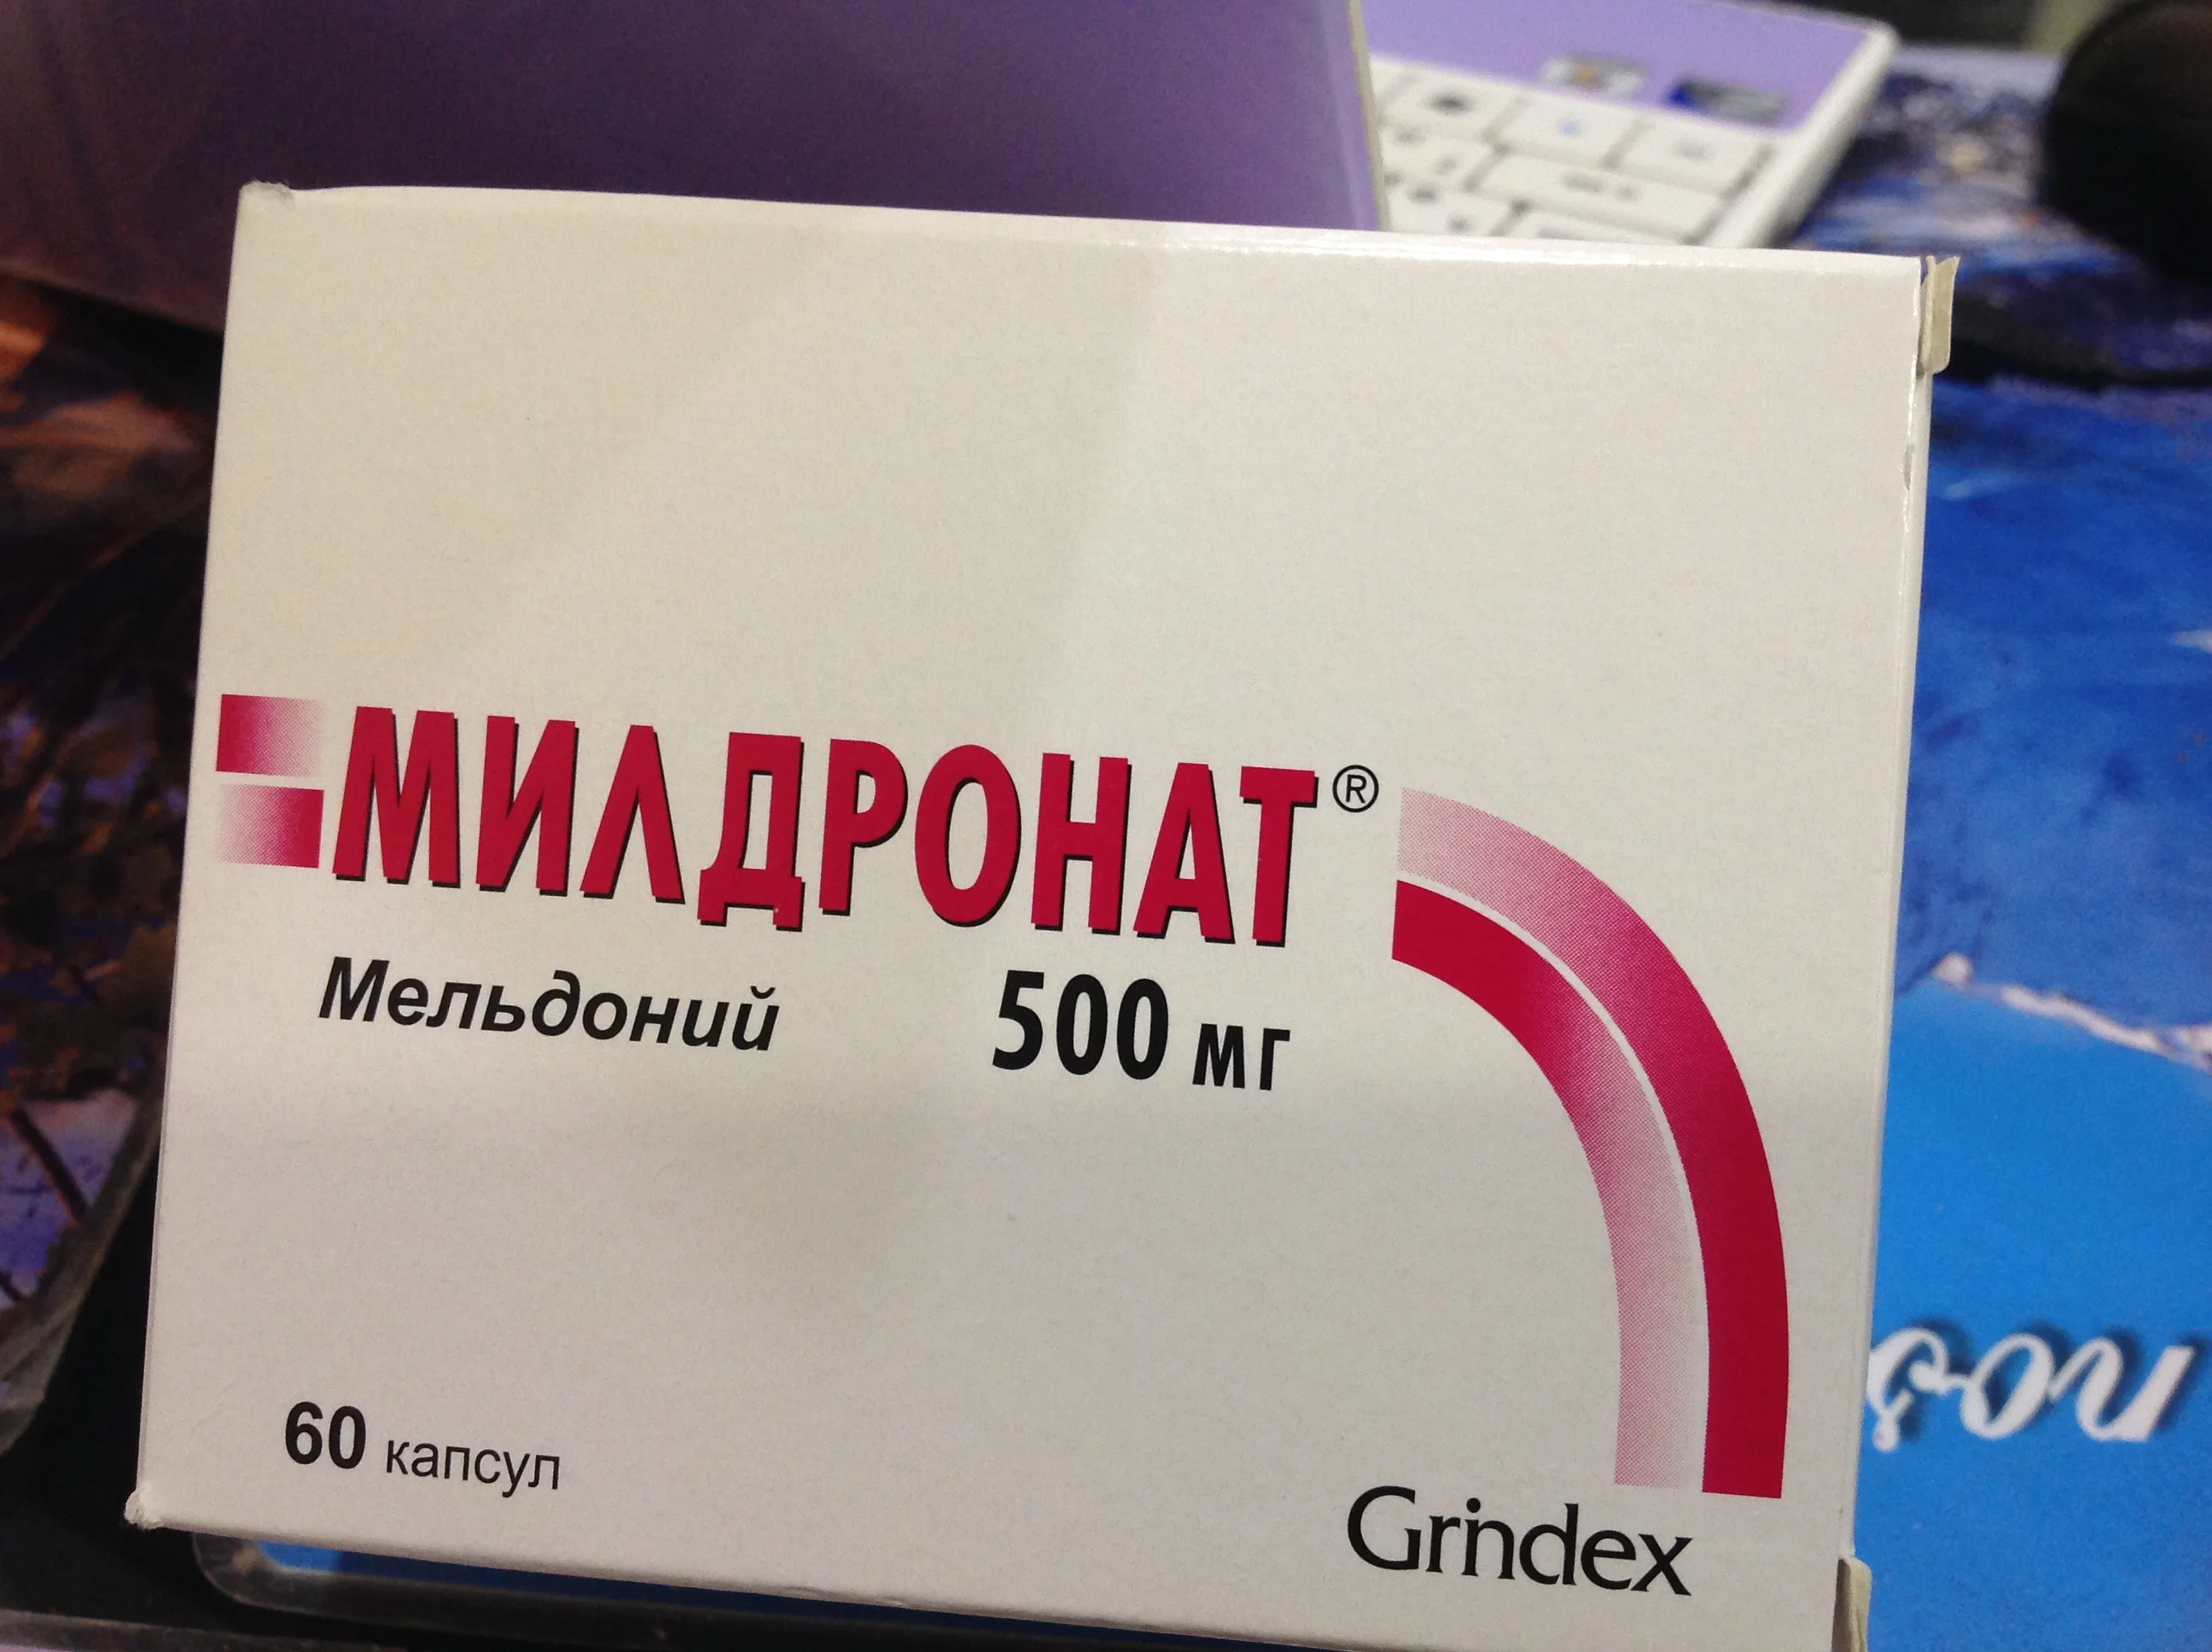 МИЛДРОНАТ®
Мельдоний 500 мг
60 капсул
Grindex